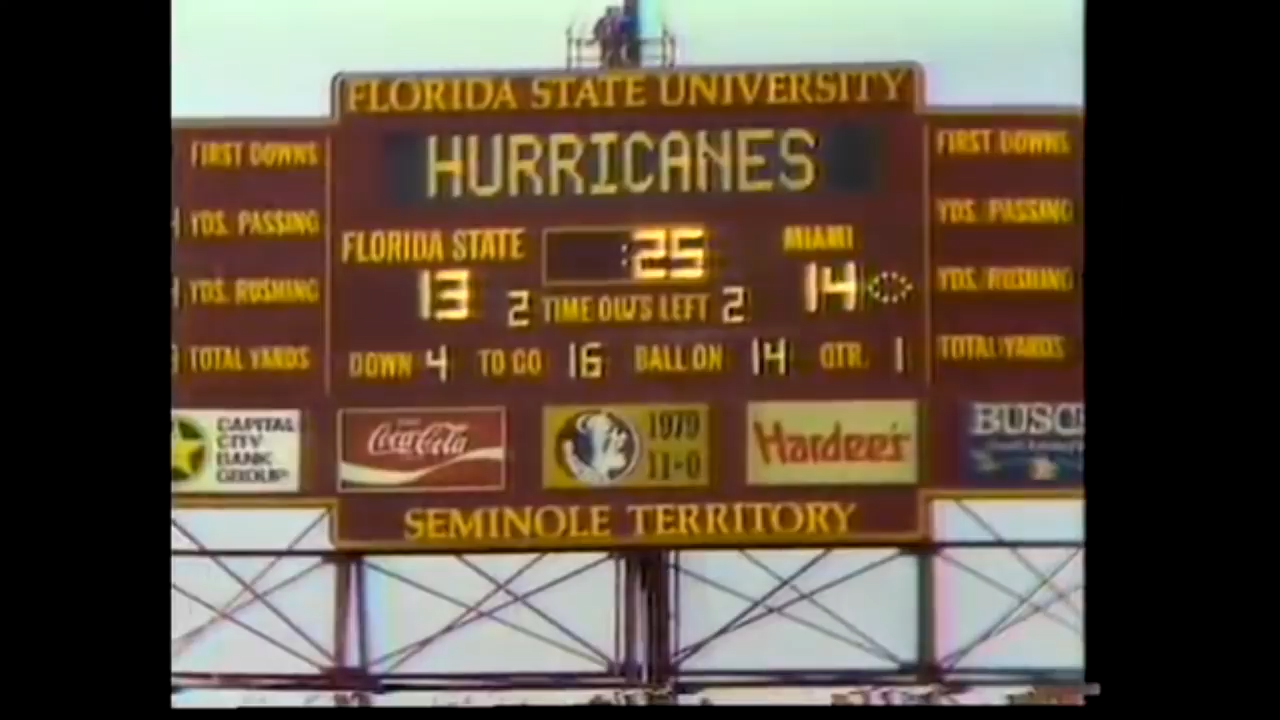 FLORIDA STATE UNIVERSITY
HURRICANES
FIRST DOWNS
YDS. PASSING
YDS. RUSHING
TOTAL YARDS
FLORIDA STATE :25 MIAMI
13 14
2 TIME OUTS LEFT 2
DOWN 4 TO GO 16 BALL ON 14 QTR. 1
FIRST DOWNS
YDS. PASSING
YDS. RUSHING
TOTAL YARDS
CAPITAL
CITY
BANK
GROUP
Coca-Cola
1979
11-0
Hardee's
BUSC
SEMINOLE TERRITORY